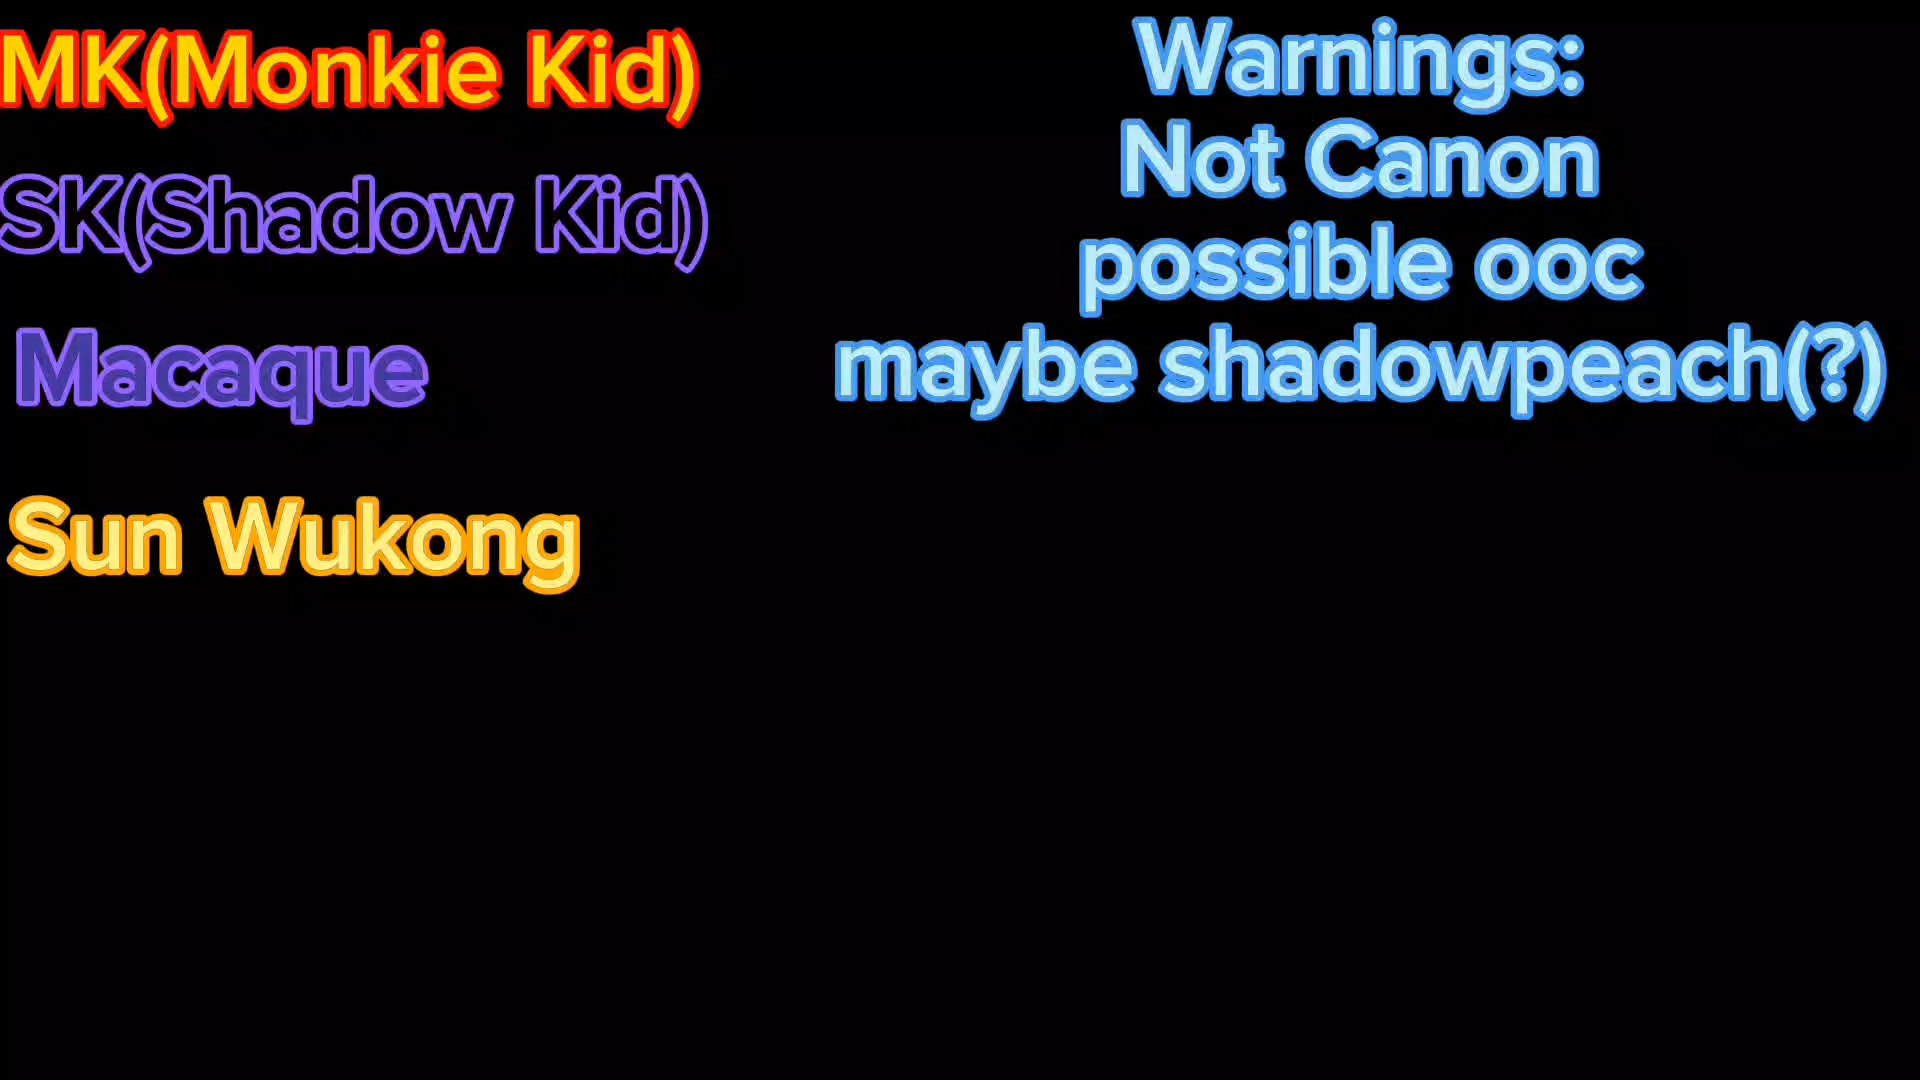 MK(Monkie Kid)
SK(Shadow Kid)
Macaque
Sun Wukong
Warnings:
Not Canon
possible ooc
maybe shadowpeach(?)